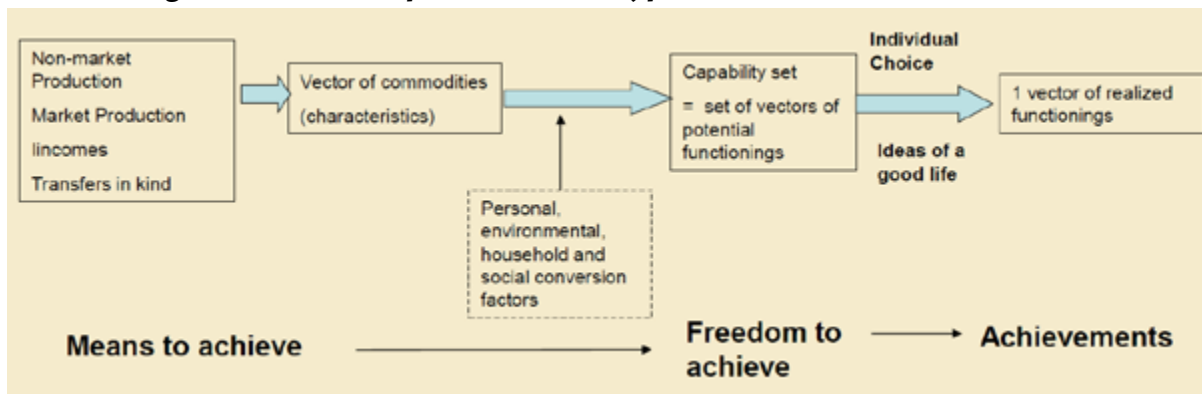 Non-market
Production
Market Production
Iincomes
Transfers in kind
Vector of commodities
(characteristics)
Personal,
environmental,
household and
social conversion
factors
Capability set
= set of vectors of
potential
functionings
Individual
Choice
Ideas of a
good life
1 vector of realized
functionings
Means to achieve
Freedom to
achieve
Achievements